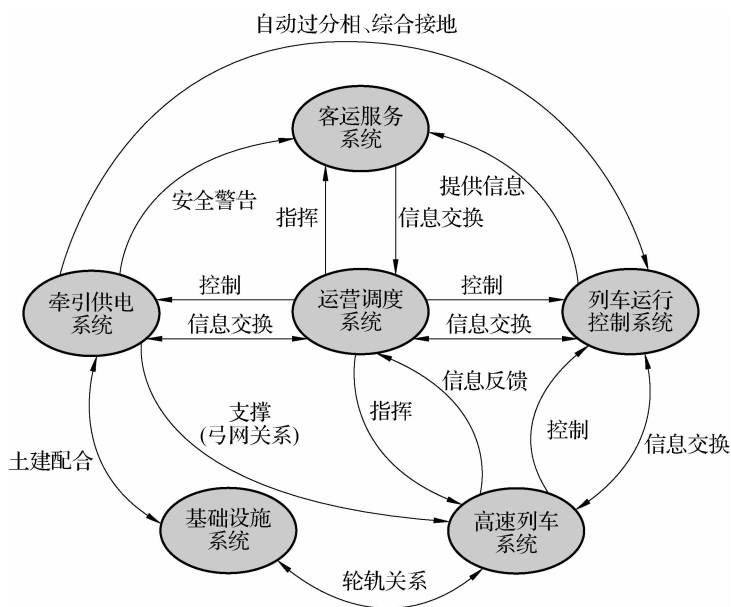 自动过分相、综合接地
客运服务
系统
安全警告
指挥
信息交换
提供信息
牵引供电
系统
控制
信息交换
运营调度
系统
控制
信息交换
列车运行
控制系统
支撑
(弓网关系)
指挥
信息反馈
控制
信息交换
土建配合
基础设施
系统
高速列车
系统
轮轨关系